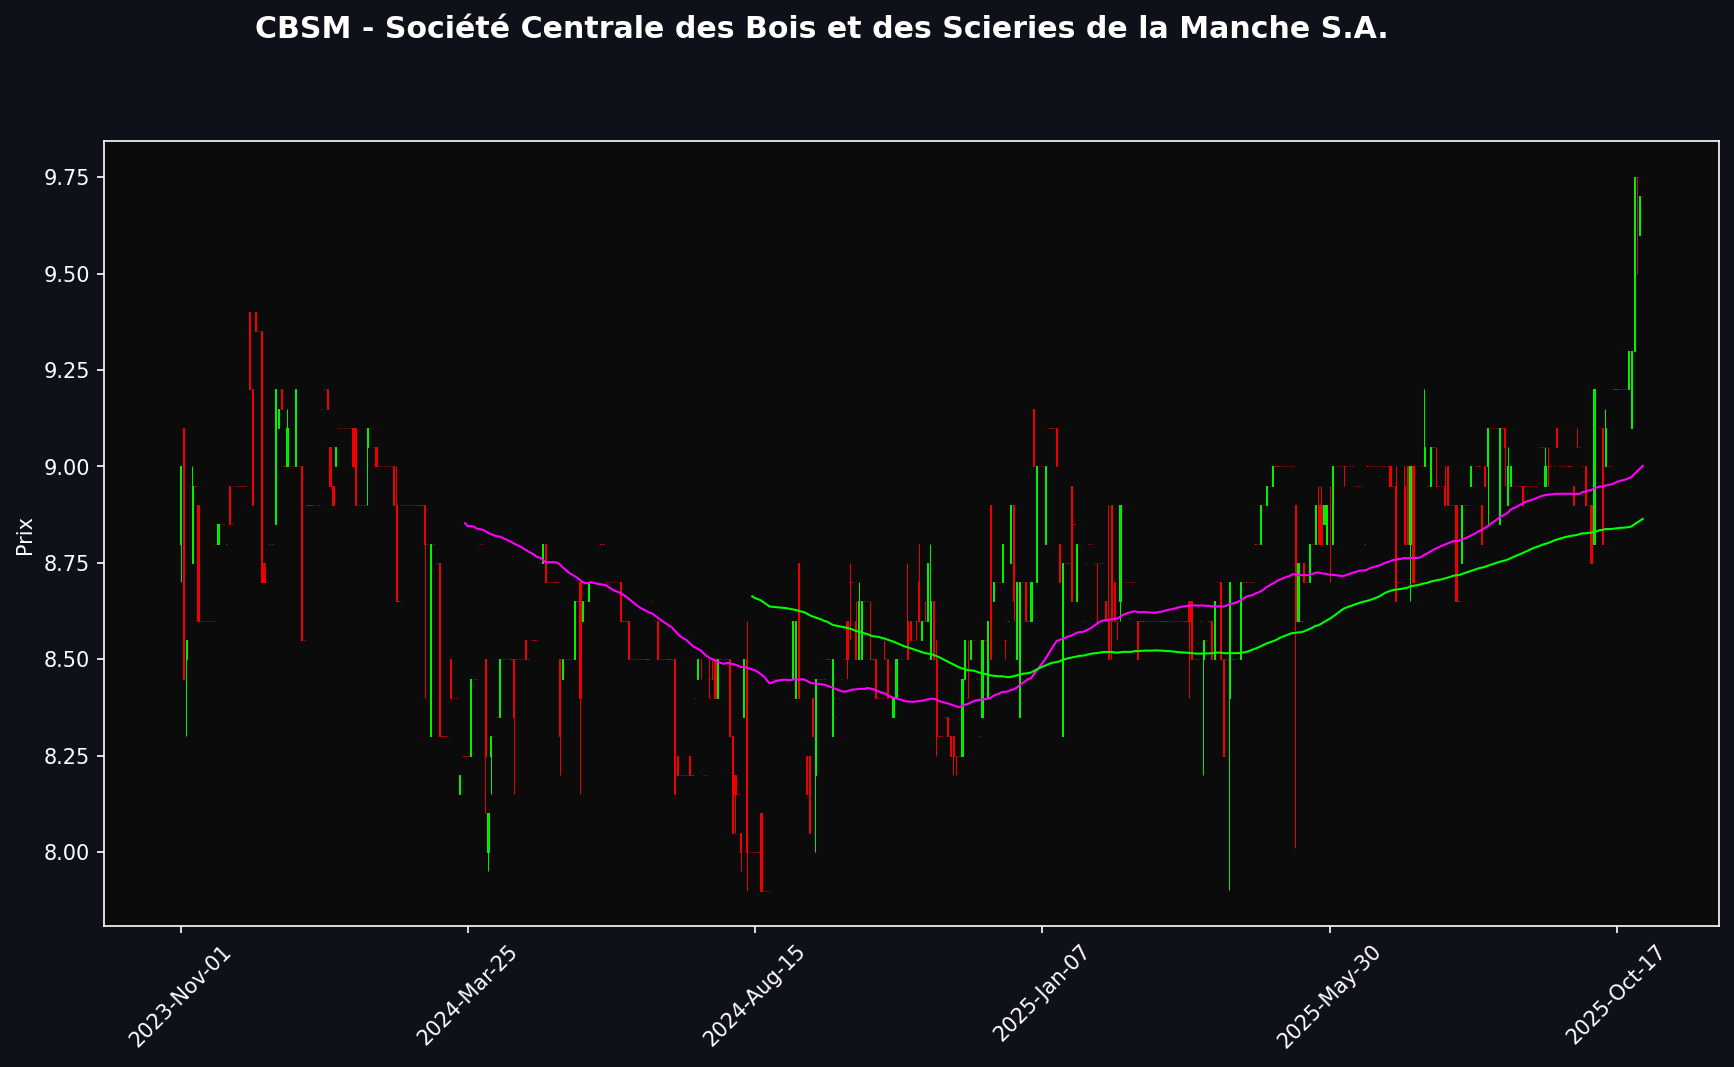 CBSM - Société Centrale des Bois et des Scieries de la Manche S.A.
9.75
9.50
9.25
9.00
8.75
8.50
8.25
8.00
Prix
2023-Nov-01
2024-Mar-25
2024-Aug-15
2025-Jan-07
2025-May-30
2025-Oct-17